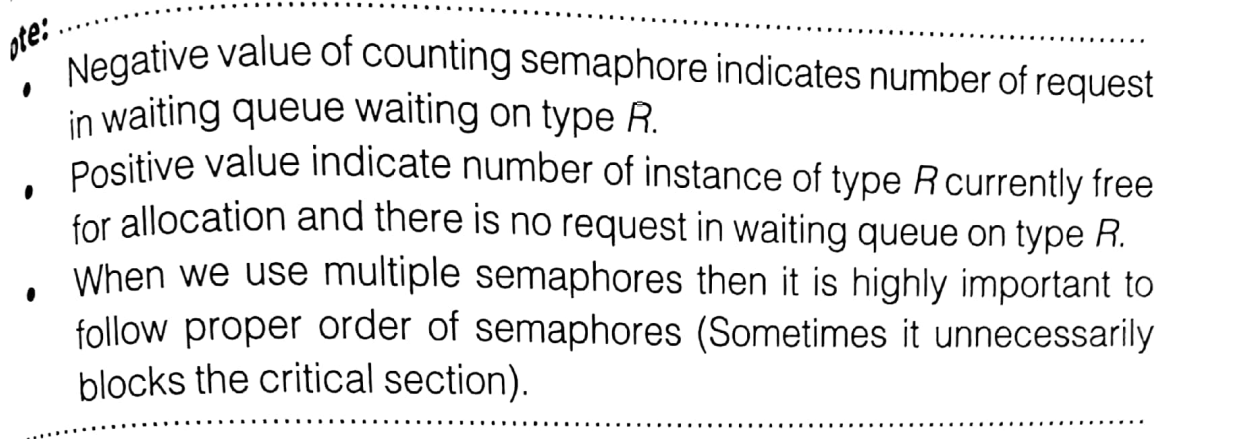 ote:
• Negative value of counting semaphore indicates number of request
in waiting queue waiting on type R.
• Positive value indicate number of instance of type R currently free
for allocation and there is no request in waiting queue on type R.
• When we use multiple semaphores then it is highly important to
follow proper order of semaphores (Sometimes it unnecessarily
blocks the critical section).